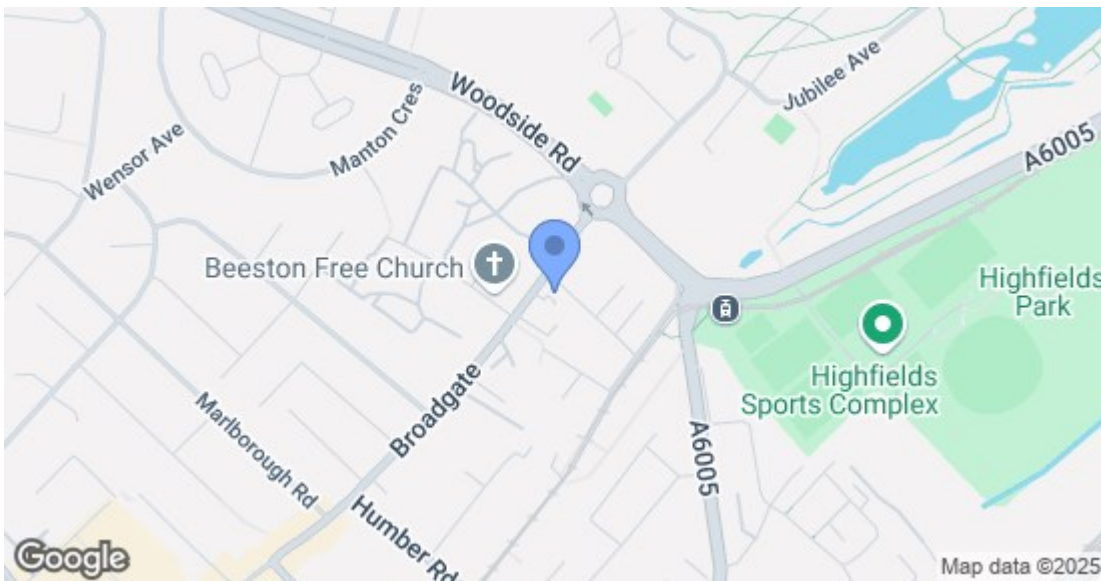 Woodside Rd
Jubilee Ave
Manton Cres
Wensor Ave
A6005
Beeston Free Church
Highfields
Park
Highfields
Sports Complex
Broadgate
Marlborough Rd
A6005
Humber Rd
Google
Map data ©2025